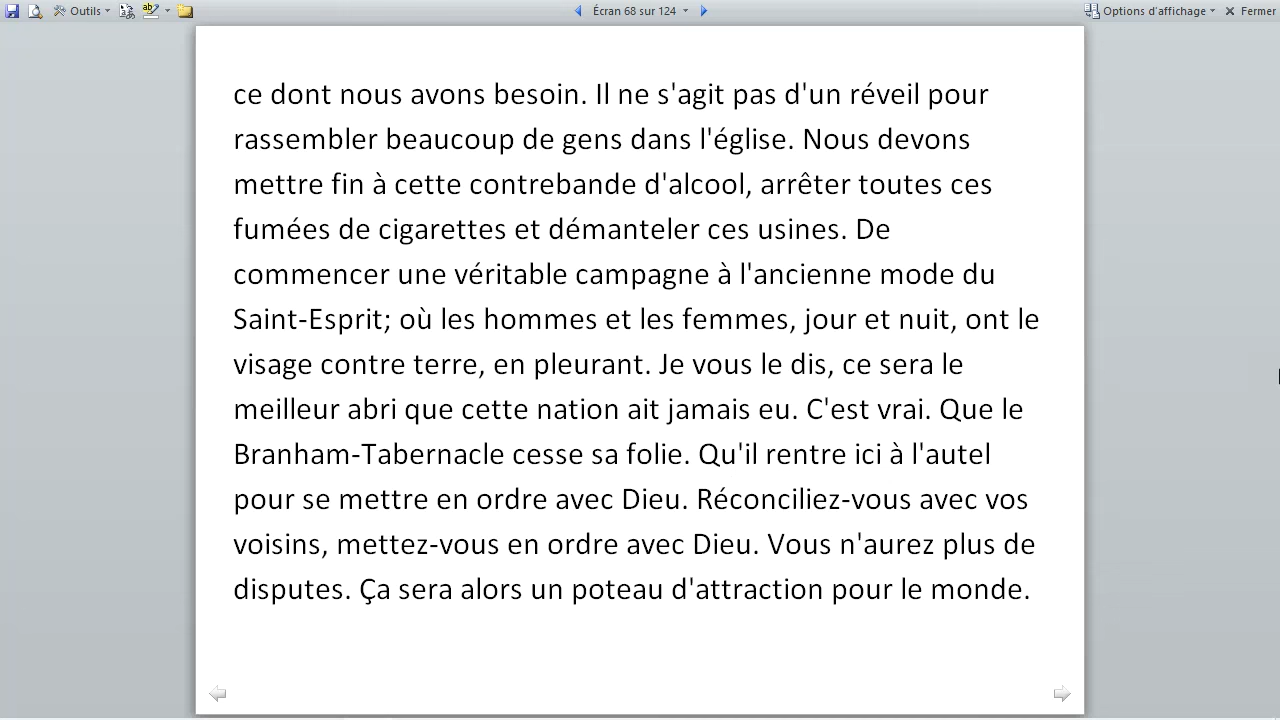 Outils
Écran 68 sur 124
Options d'affichage
Fermer
ce dont nous avons besoin. Il ne s'agit pas d'un réveil pour
rassembler beaucoup de gens dans l'église. Nous devons
mettre fin à cette contrebande d'alcool, arrêter toutes ces
fumées de cigarettes et démanteler ces usines. De
commencer une véritable campagne à l'ancienne mode du
Saint-Esprit; où les hommes et les femmes, jour et nuit, ont le
visage contre terre, en pleurant. Je vous le dis, ce sera le
meilleur abri que cette nation ait jamais eu. C'est vrai. Que le
Branham-Tabernacle cesse sa folie. Qu'il rentre ici à l'autel
pour se mettre en ordre avec Dieu. Réconciliez-vous avec vos
voisins, mettez-vous en ordre avec Dieu. Vous n'aurez plus de
disputes. Ça sera alors un poteau d'attraction pour le monde.